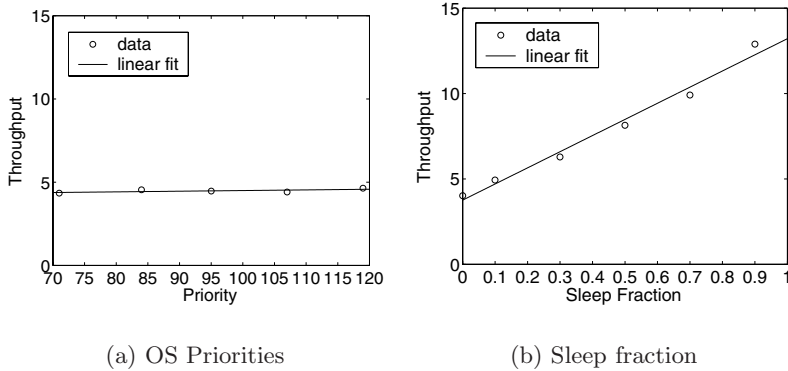 15
10
5
0
Throughput
data
linear fit
70 75 80 85 90 95 100 105 110 115 120
Priority
(a) OS Priorities
15
10
5
0
Throughput
data
linear fit
0 0.1 0.2 0.3 0.4 0.5 0.6 0.7 0.8 0.9 1
Sleep Fraction
(b) Sleep fraction